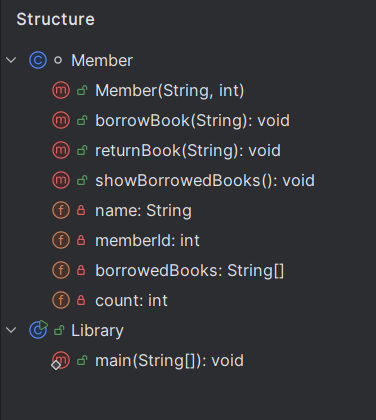 Structure
Member
Member(String, int)
borrowBook(String): void
returnBook(String): void
showBorrowedBooks(): void
name: String
memberId: int
borrowedBooks: String[]
count: int
Library
main(String[]): void